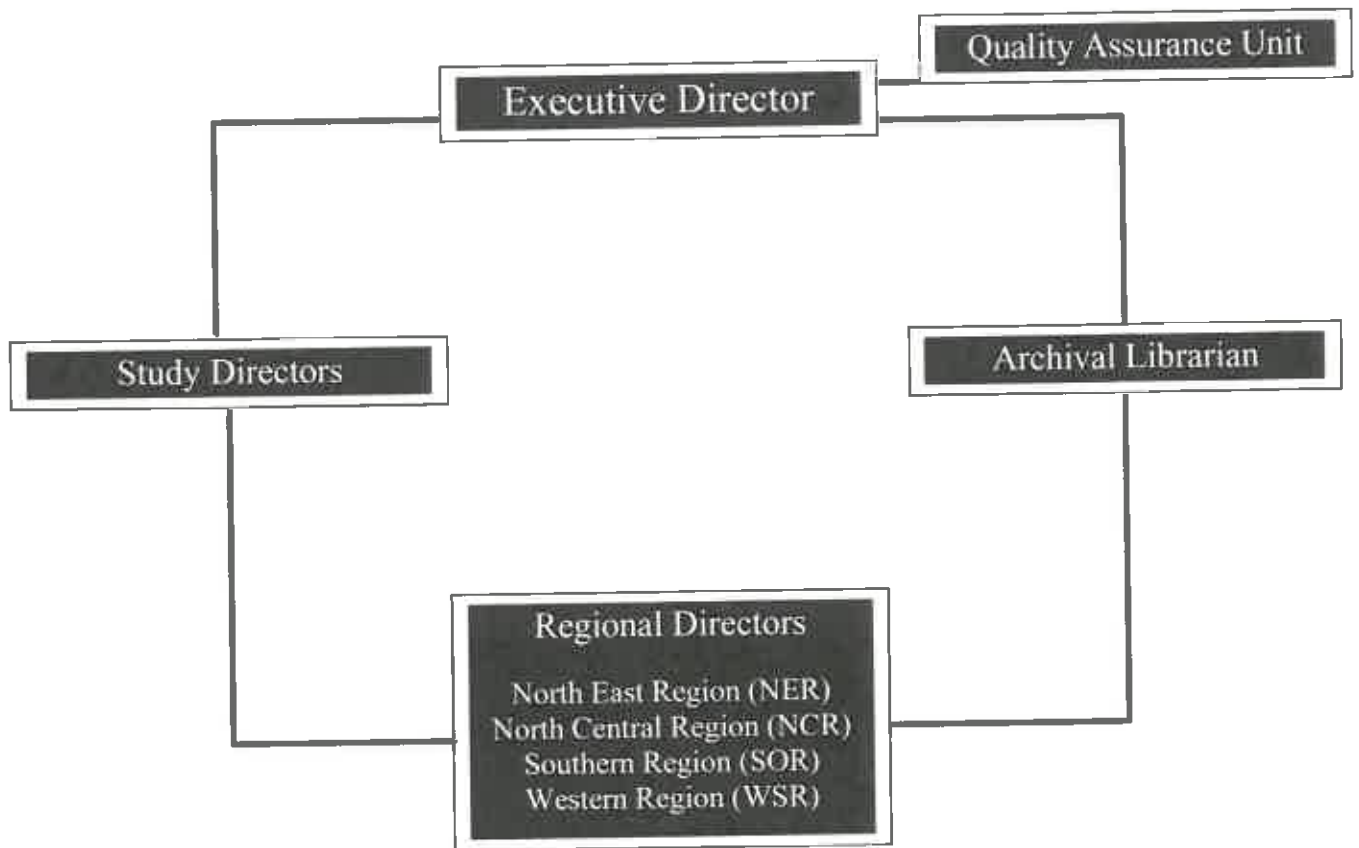 Quality Assurance Unit
Executive Director
Study Directors
Archival Librarian
Regional Directors
North East Region (NER)
North Central Region (NCR)
Southern Region (SOR)
Western Region (WSR)